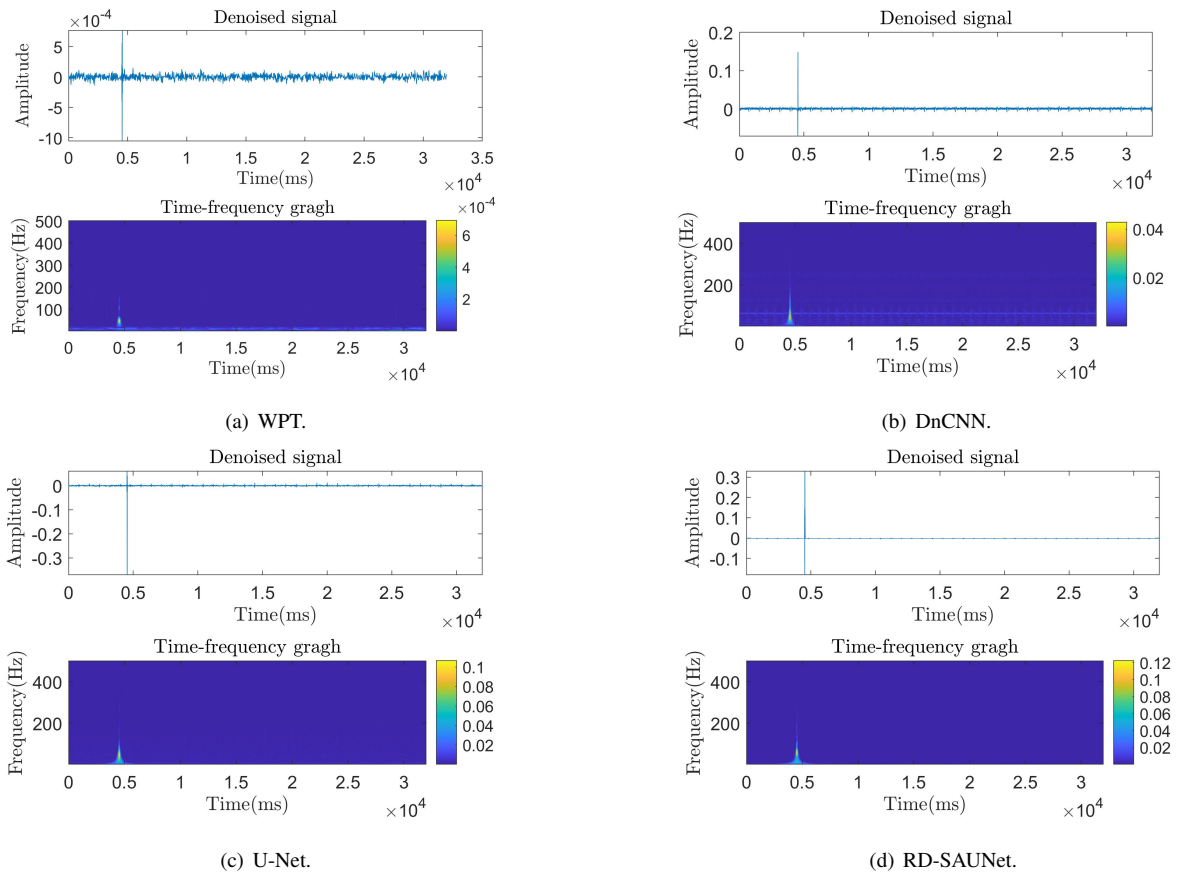 ×10⁻⁴
Denoised signal
Amplitude
5
0
-5
-10
0 0.5 1 1.5 2 2.5 3 3.5
Time(ms)
×10⁴
Time-frequency gragh
×10⁻⁴
Frequency(Hz)
500
400
300
200
100
6
4
2
0 0.5 1 1.5 2 2.5 3
Time(ms)
×10⁴
(a) WPT.
Denoised signal
Amplitude
0.2
0.1
0
0 0.5 1 1.5 2 2.5 3
Time(ms)
×10⁴
Time-frequency gragh
Frequency(Hz)
400
200
0.04
0.02
0 0.5 1 1.5 2 2.5 3
Time(ms)
×10⁴
(b) DnCNN.
Denoised signal
Amplitude
0
-0.1
-0.2
-0.3
0 0.5 1 1.5 2 2.5 3
Time(ms)
×10⁴
Time-frequency gragh
Frequency(Hz)
400
200
0.1
0.08
0.06
0.04
0.02
0 0.5 1 1.5 2 2.5 3
Time(ms)
×10⁴
(c) U-Net.
Denoised signal
Amplitude
0.3
0.2
0.1
0
-0.1
0 0.5 1 1.5 2 2.5 3
Time(ms)
×10⁴
Time-frequency gragh
Frequency(Hz)
400
200
0.12
0.1
0.08
0.06
0.04
0.02
0 0.5 1 1.5 2 2.5 3
Time(ms)
×10⁴
(d) RD-SAUNet.